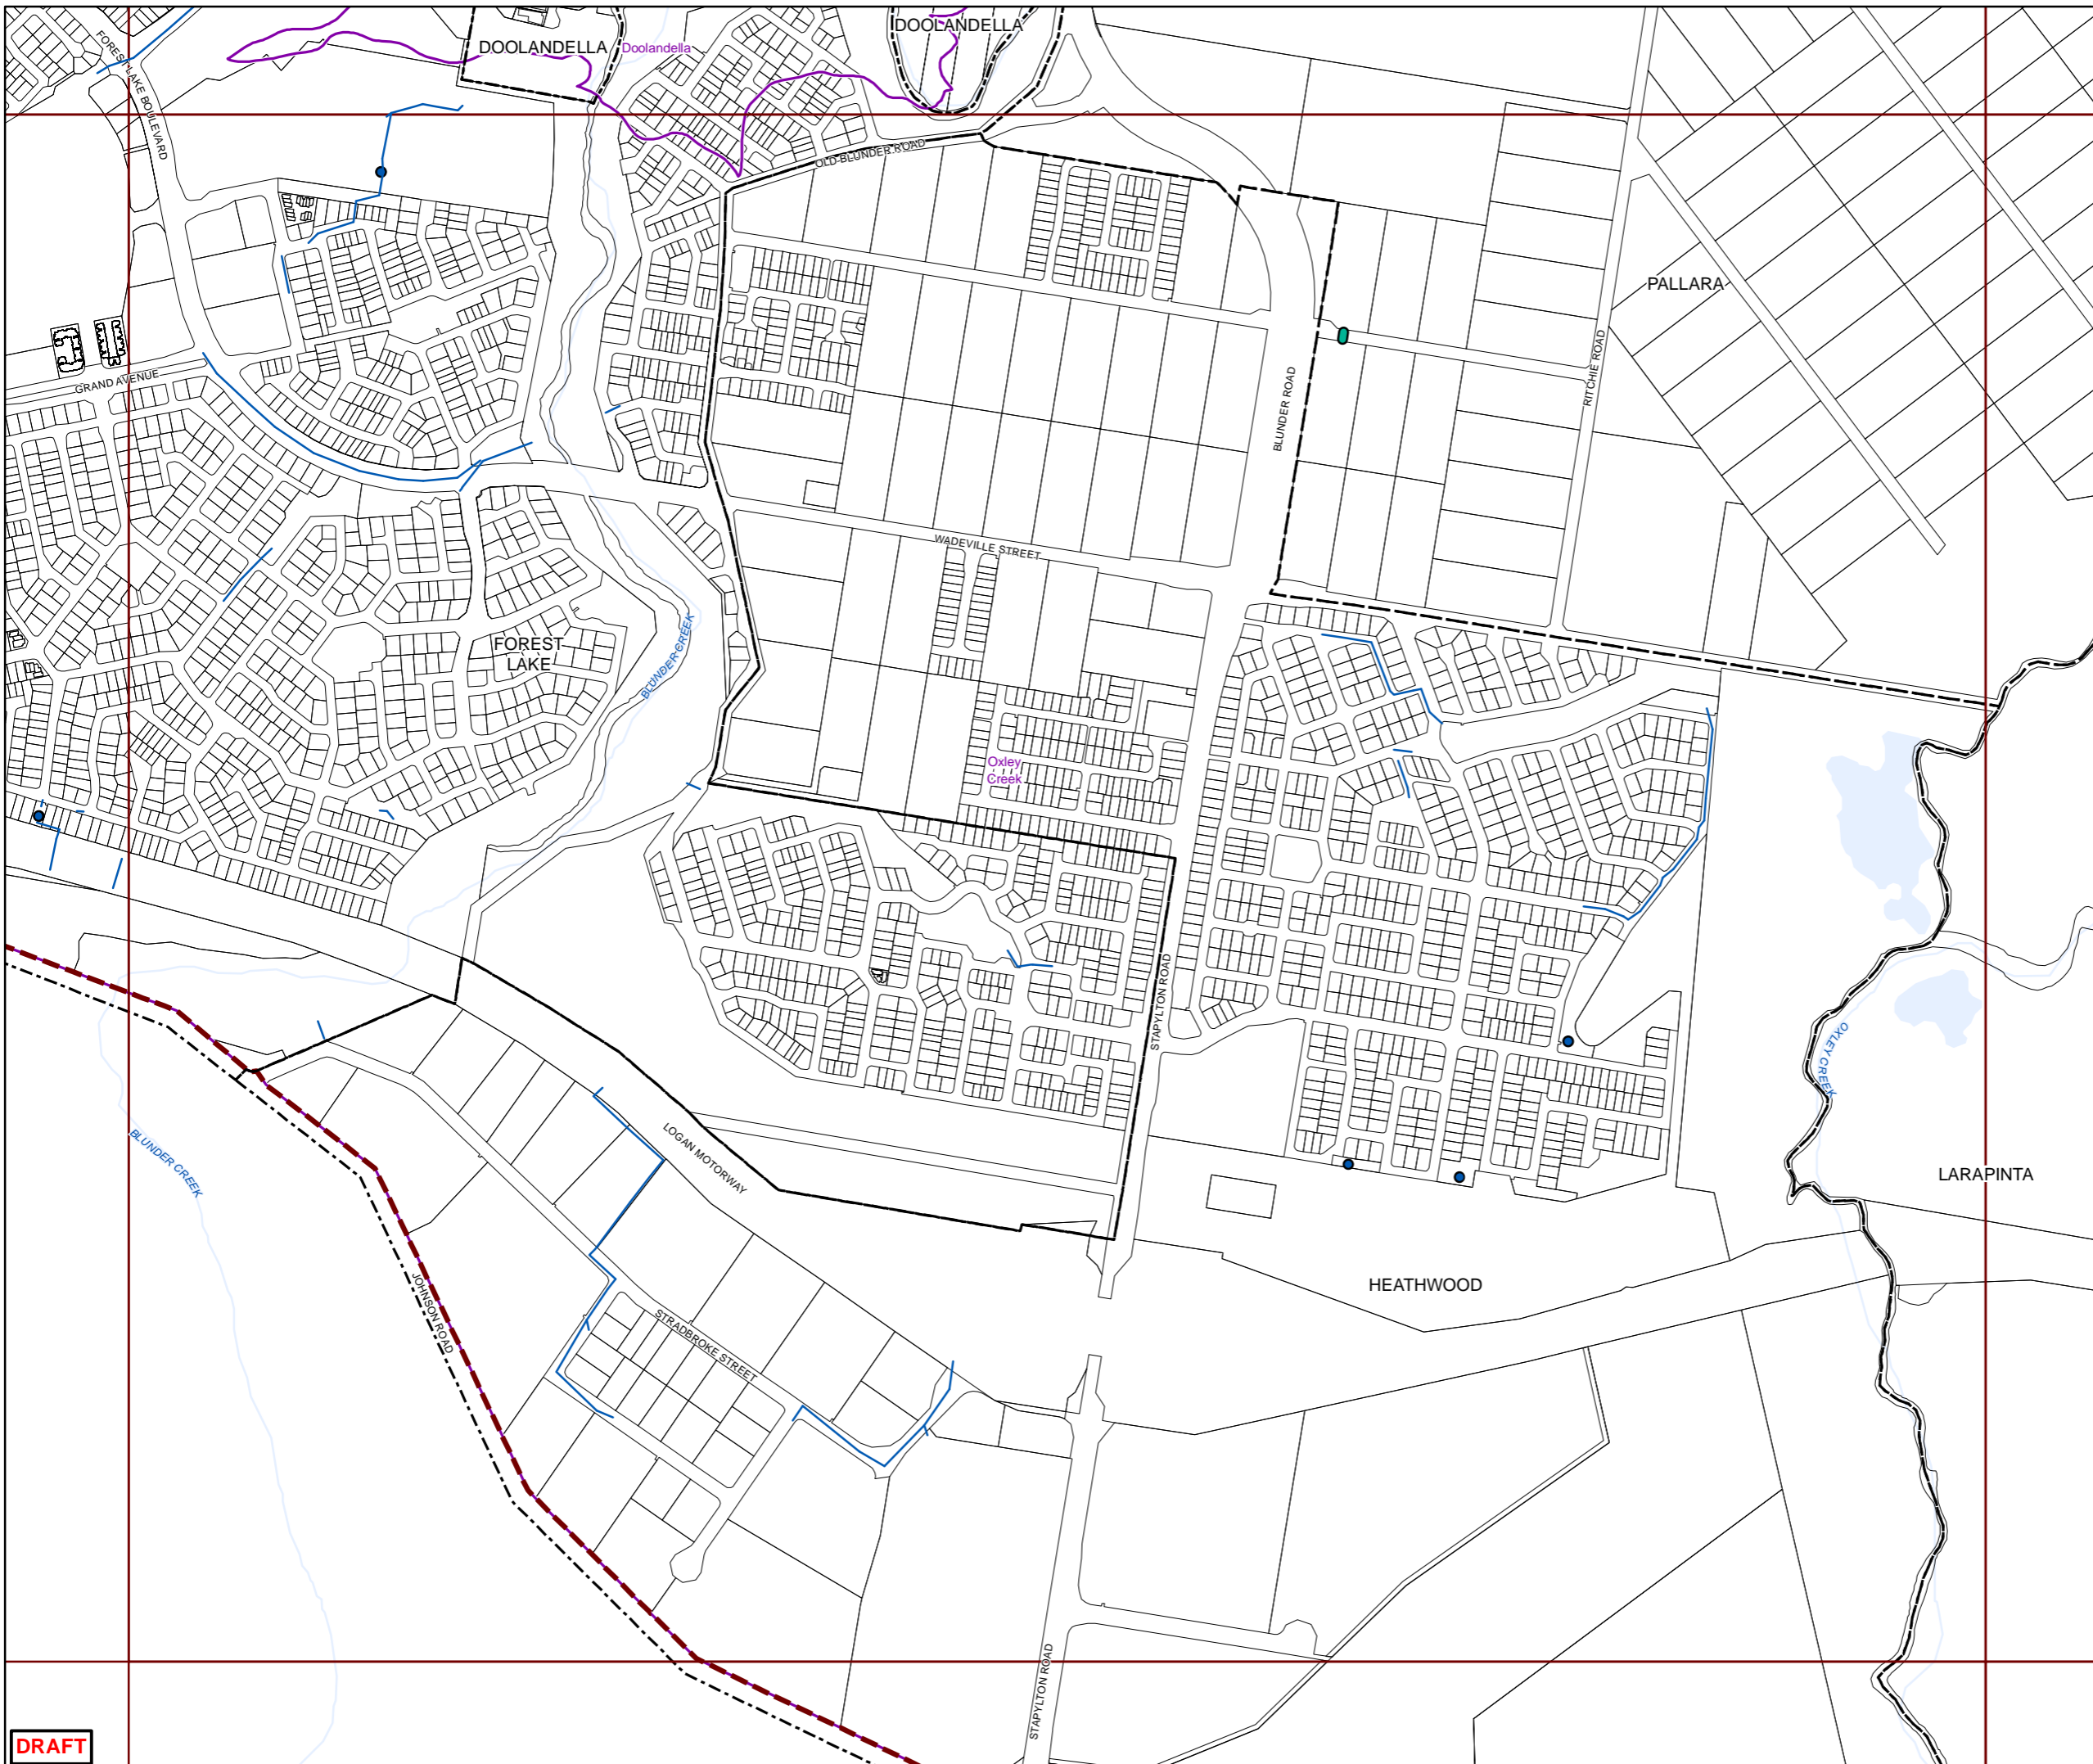 DOOLANDELLA
DOOLANDELLA
Doolandella
FOREST LAKE BOULEVARD
OLD BLUNDER ROAD
PALLARA
GRAND AVENUE
RITCHIE ROAD
BLUNDER ROAD
WADEVILLE STREET
FOREST
LAKE
BLUNDER CREEK
Oxley
Creek
STAPYLTON ROAD
OXLEY CREEK
LOGAN MOTORWAY
BLUNDER CREEK
LARAPINTA
HEATHWOOD
JOHNSON ROAD
STRADBROKE STREET
STAPYLTON ROAD
DRAFT